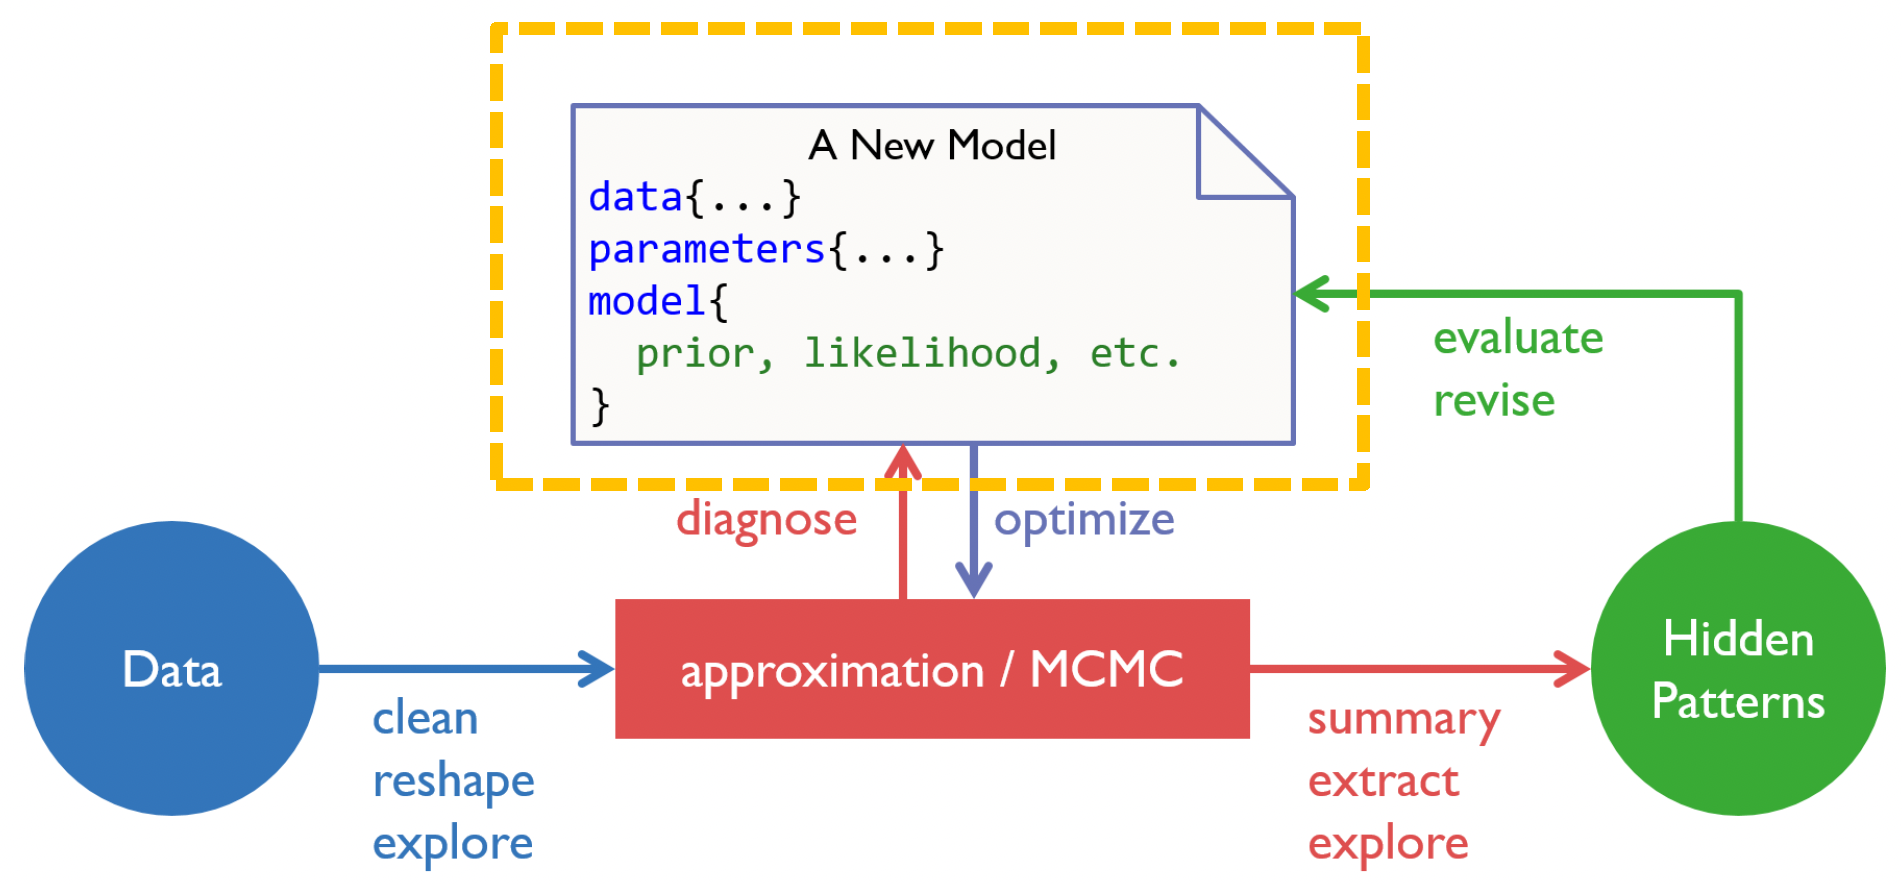 A New Model
data{...}
parameters{...}
model{
  prior, likelihood, etc.
}
evaluate
revise
diagnose
optimize
Data
clean
reshape
explore
approximation / MCMC
summary
extract
explore
Hidden
Patterns